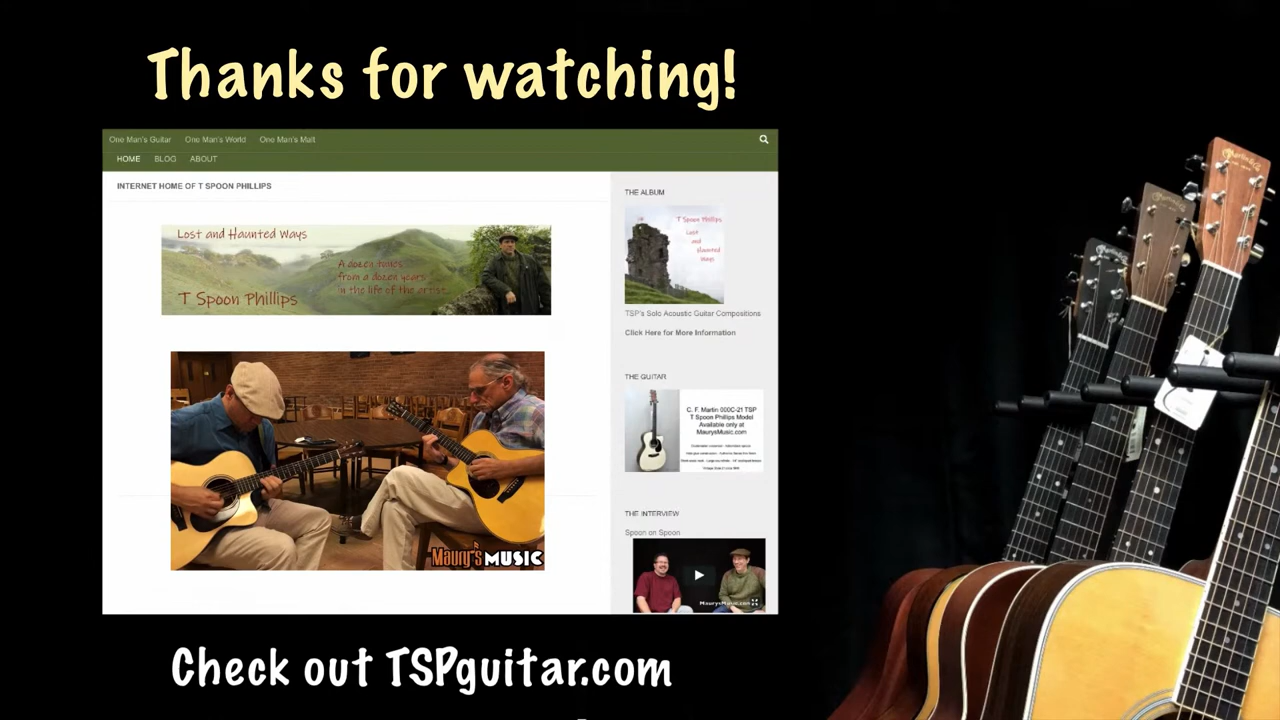 Thanks for watching!
One Man's Guitar One Man's World One Man's Malt
HOME BLOG ABOUT
INTERNET HOME OF T SPOON PHILLIPS
Lost and Haunted Ways
A dozen tunes
from a dozen years
in the life of the artist
T Spoon Phillips
Maury's MUSIC
THE ALBUM
T Spoon Phillips
Lost
and
Haunted
Ways
TSP's Solo Acoustic Guitar Compositions
Click Here for More Information
THE GUITAR
C. F. Martin 000C-21 TSP
T Spoon Phillips Model
Available only at
MaurysMusic.com
THE INTERVIEW
Spoon on Spoon
MaurysMusic.com
Check out TSPguitar.com